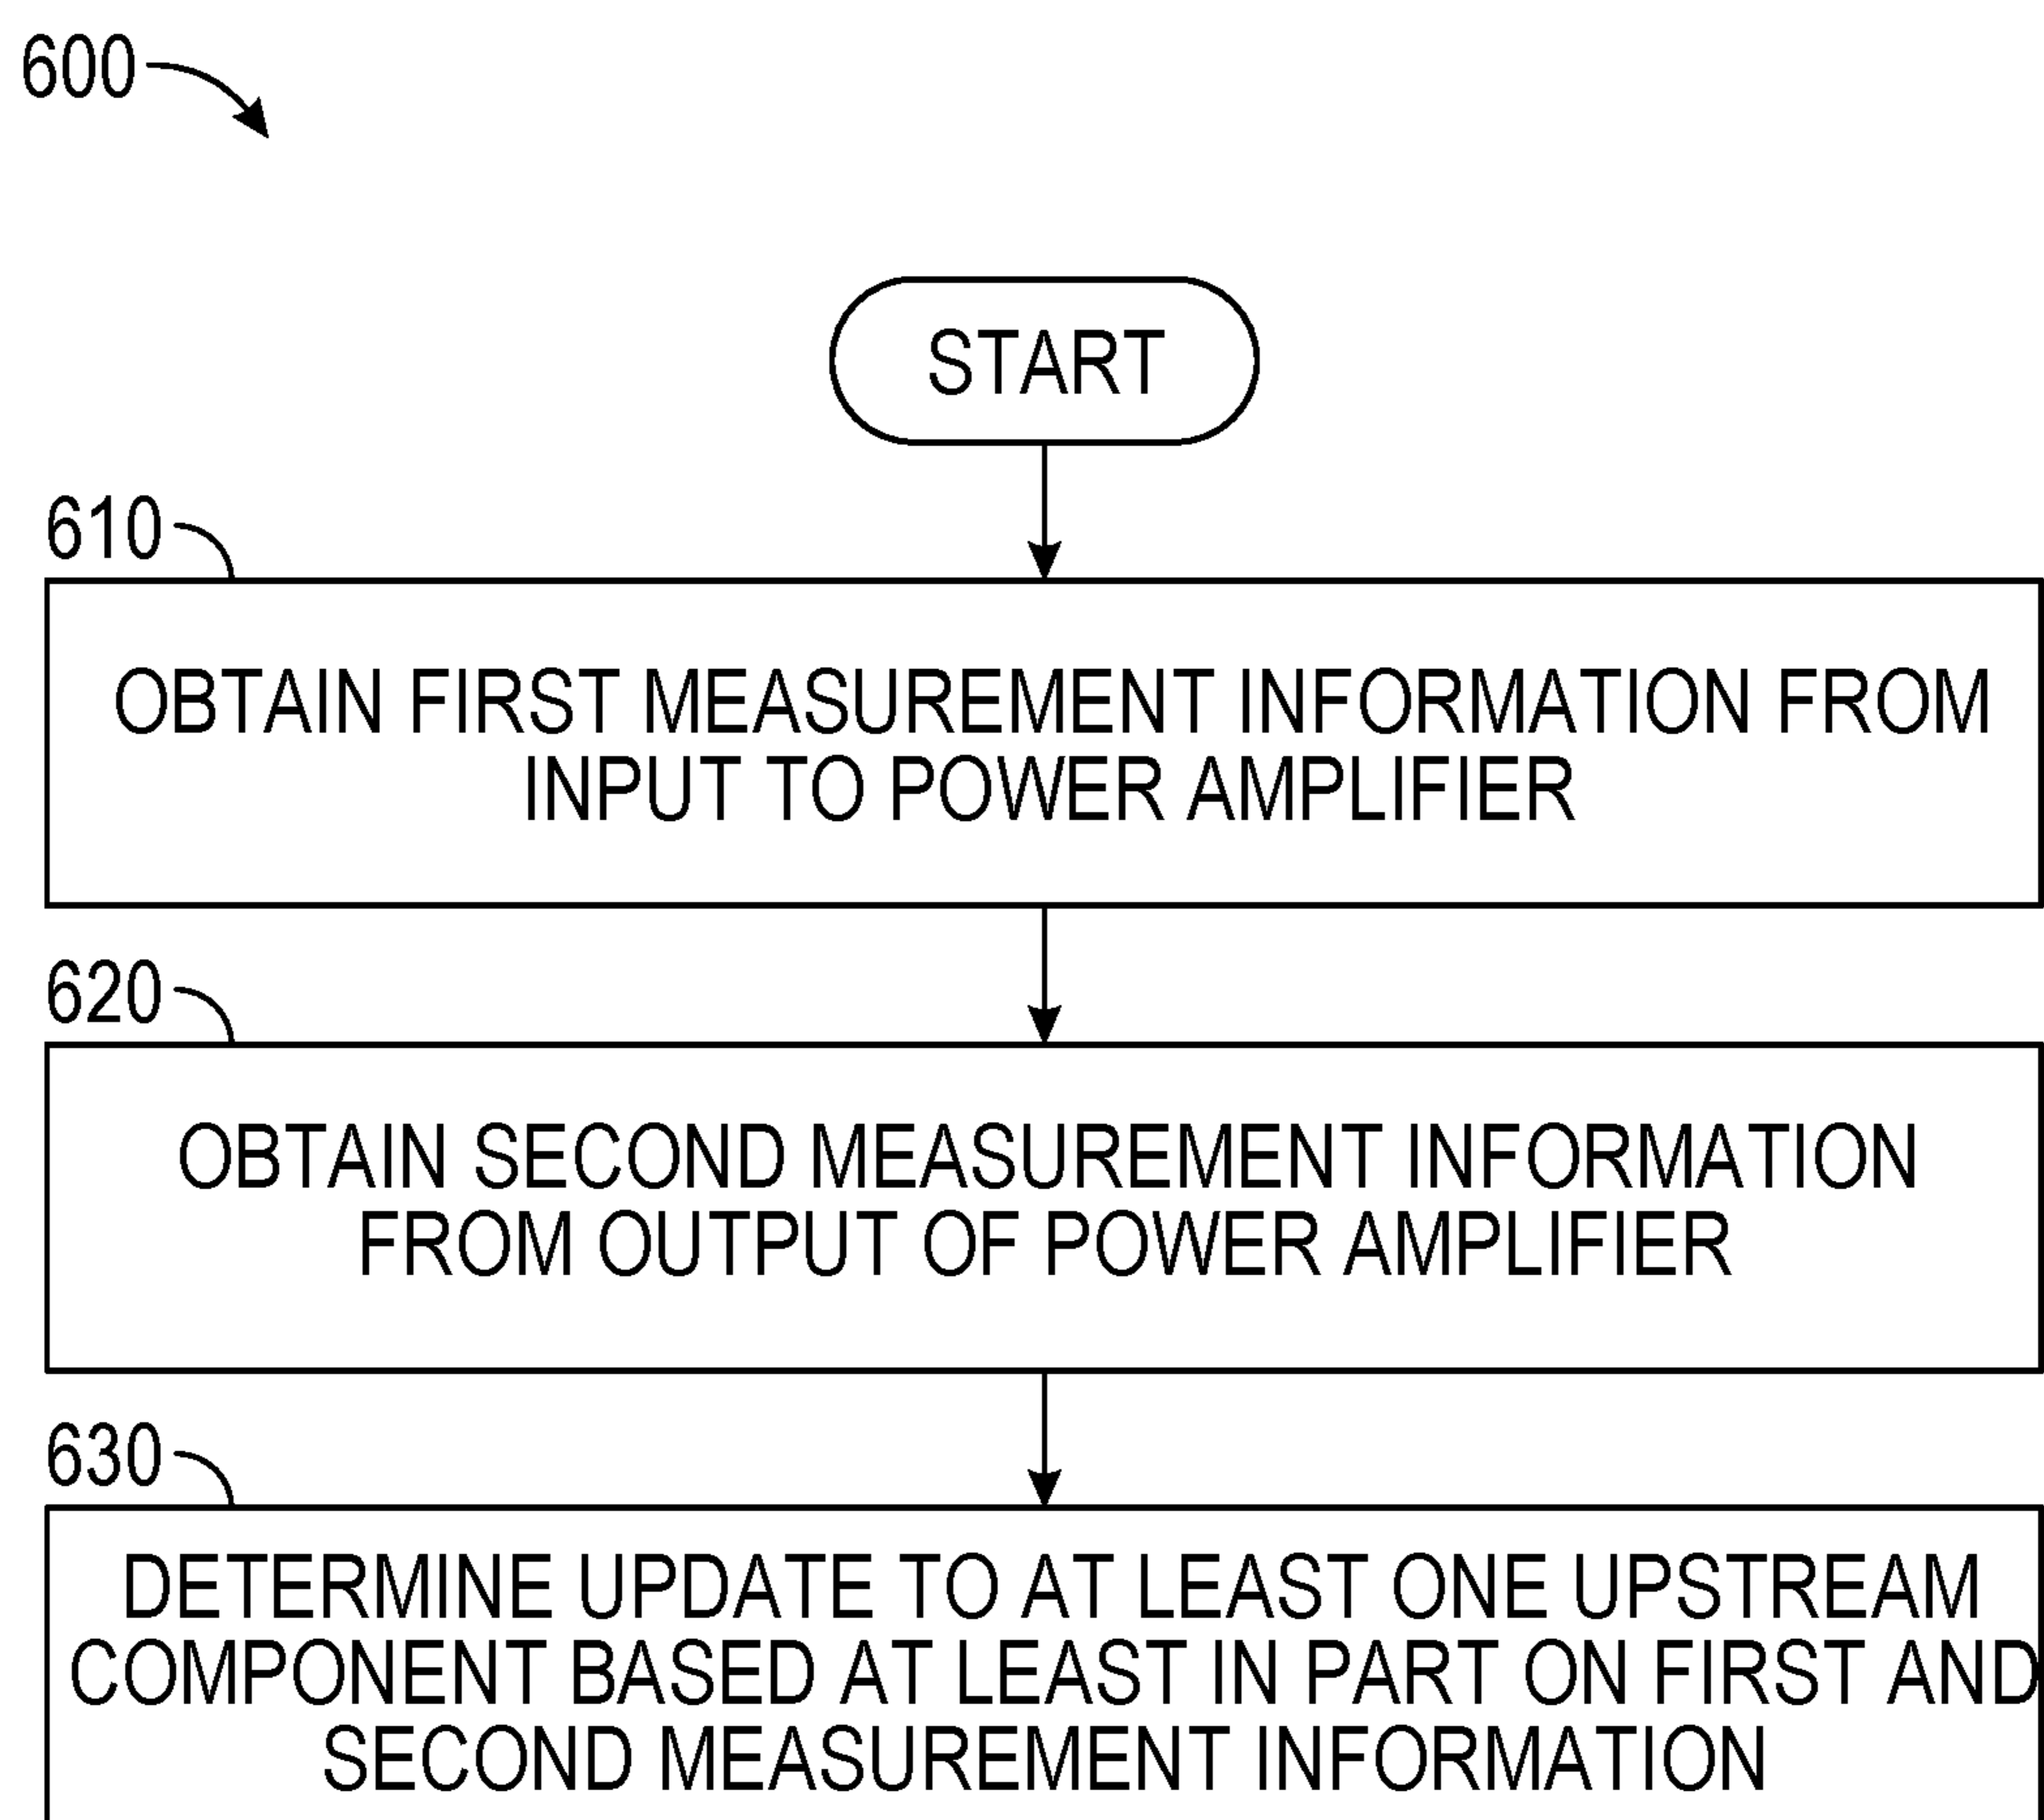 600
START
610
OBTAIN FIRST MEASUREMENT INFORMATION FROM
INPUT TO POWER AMPLIFIER
620
OBTAIN SECOND MEASUREMENT INFORMATION
FROM OUTPUT OF POWER AMPLIFIER
630
DETERMINE UPDATE TO AT LEAST ONE UPSTREAM
COMPONENT BASED AT LEAST IN PART ON FIRST AND
SECOND MEASUREMENT INFORMATION